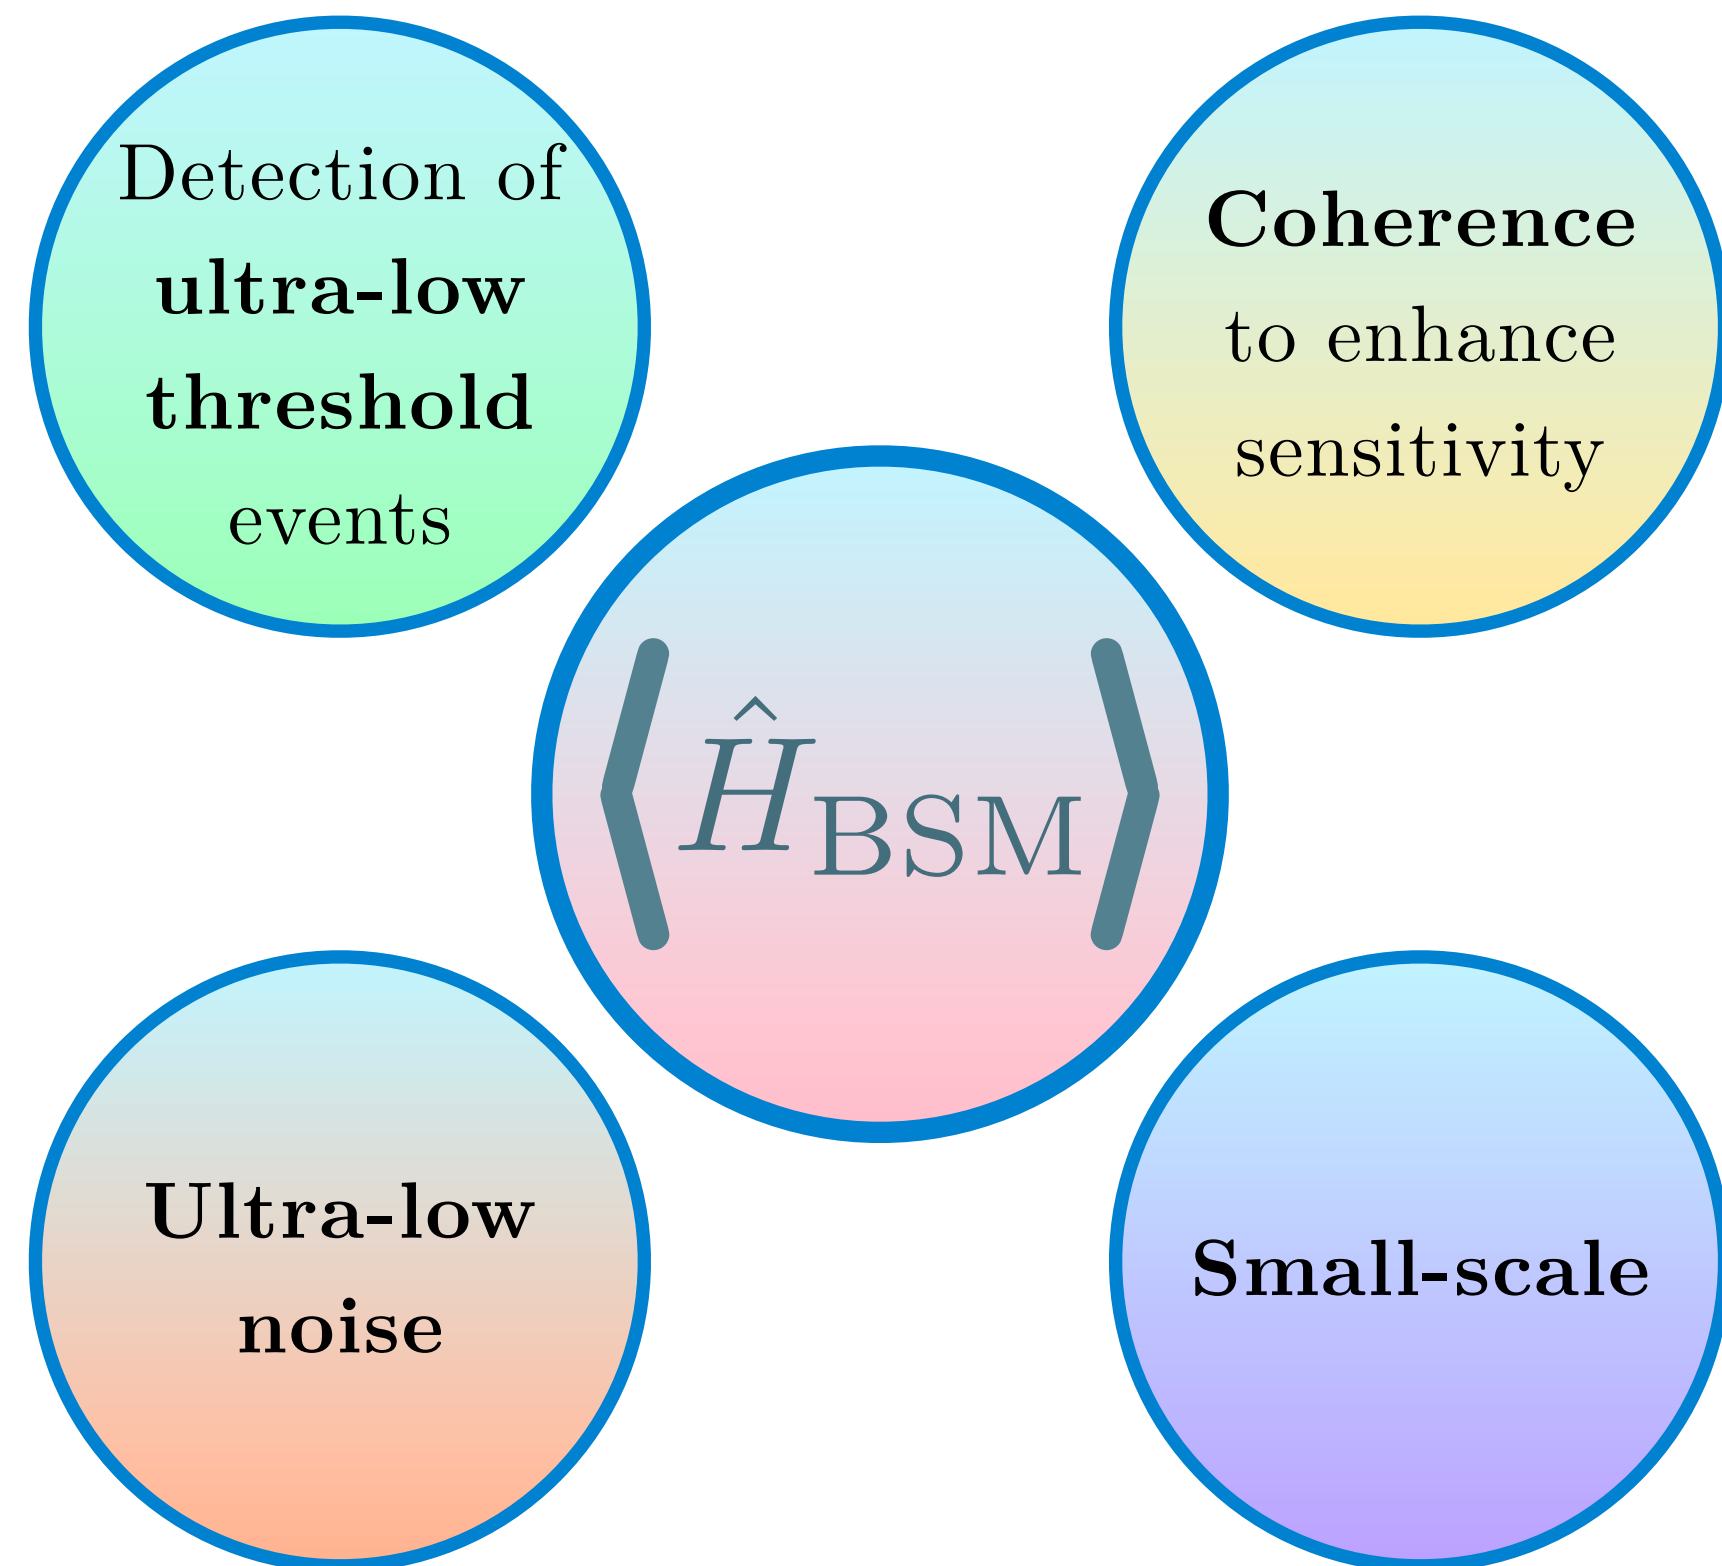 Detection of
ultra-low
threshold
events
Coherence
to enhance
sensitivity
⟨Ĥ_BSM⟩
Ultra-low
noise
Small-scale